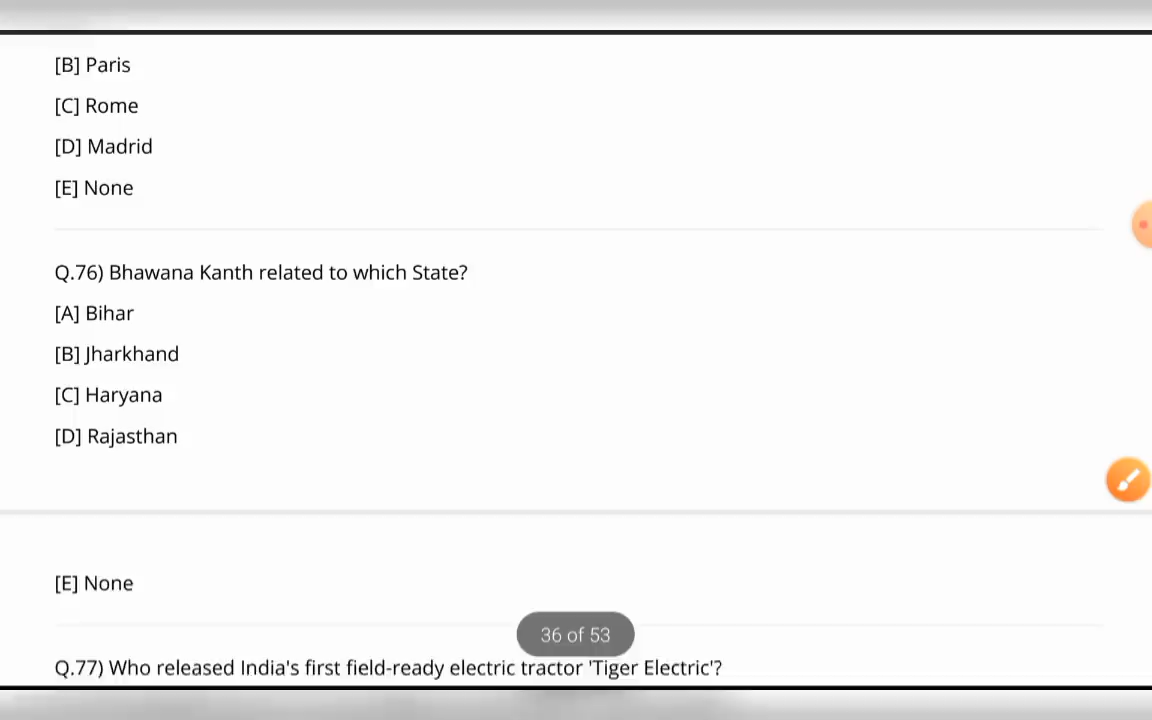 [B] Paris
[C] Rome
[D] Madrid
[E] None
Q.76) Bhawana Kanth related to which State?
[A] Bihar
[B] Jharkhand
[C] Haryana
[D] Rajasthan
[E] None
36 of 53
Q.77) Who released India's first field-ready electric tractor 'Tiger Electric'?